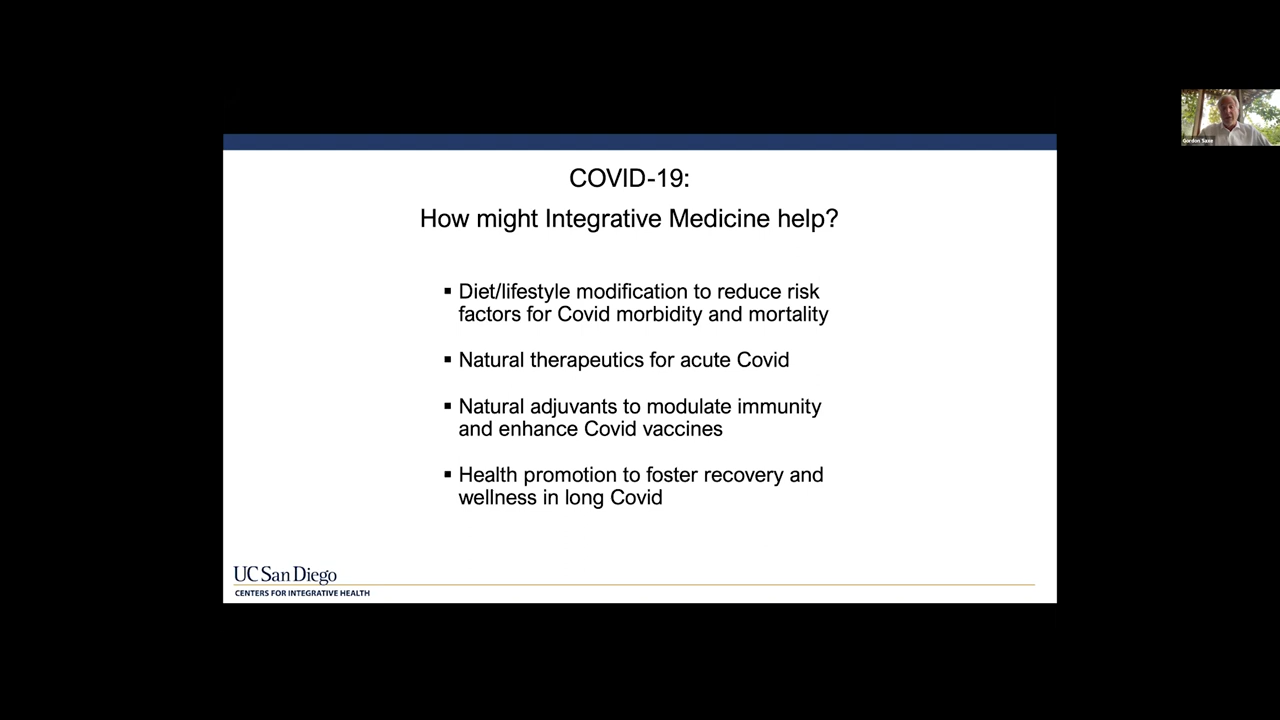 COVID-19:
How might Integrative Medicine help?
▪ Diet/lifestyle modification to reduce risk
factors for Covid morbidity and mortality
▪ Natural therapeutics for acute Covid
▪ Natural adjuvants to modulate immunity
and enhance Covid vaccines
▪ Health promotion to foster recovery and
wellness in long Covid
UC San Diego
CENTERS FOR INTEGRATIVE HEALTH
Gordon Saxe